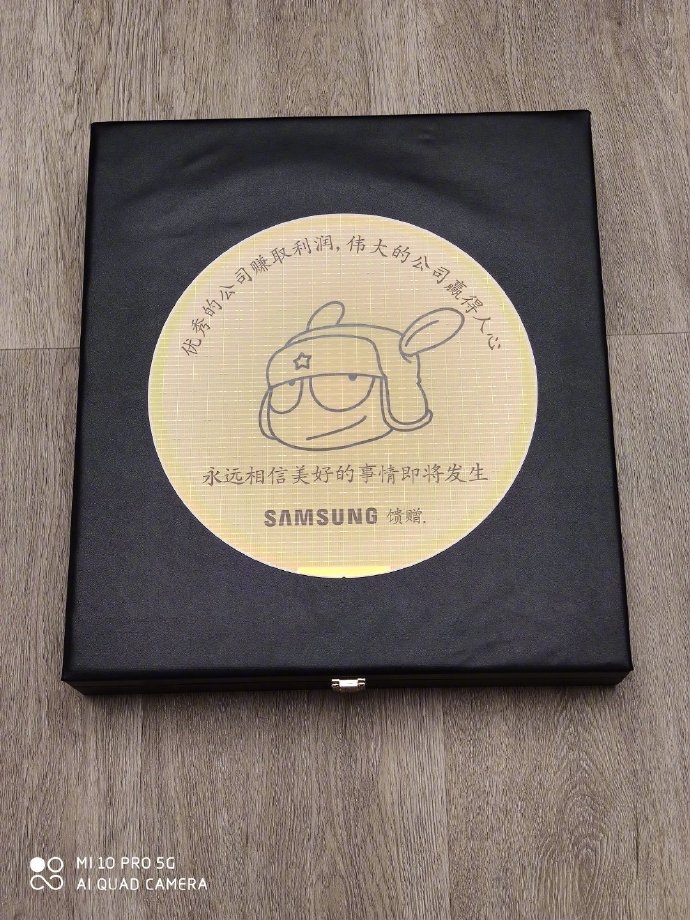 优秀的公司赚取利润,伟大的公司赢得人心
永远相信美好的事情即将发生
SAMSUNG 馈赠.
MI 10 PRO 5G
AI QUAD CAMERA